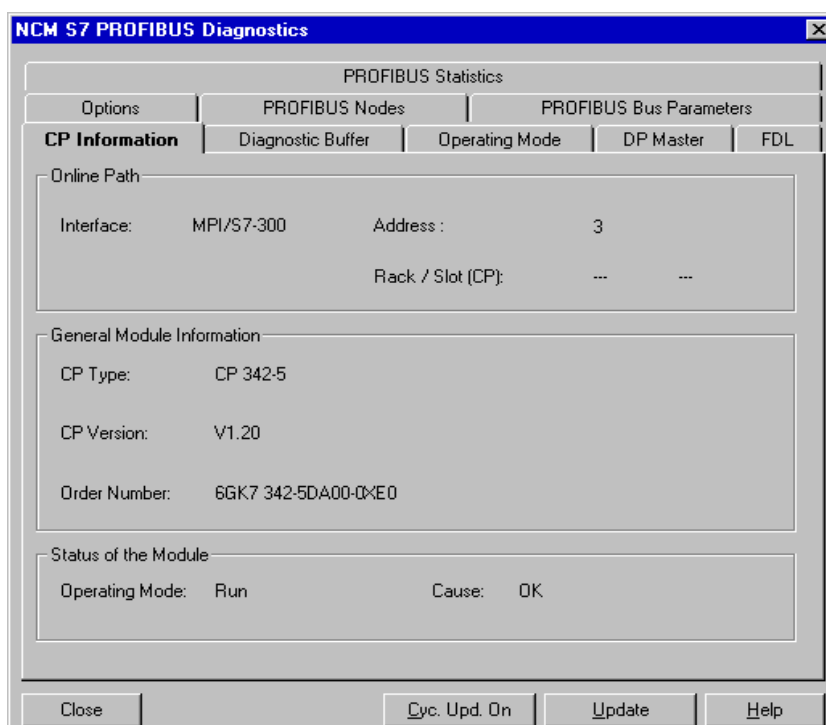 NCM S7 PROFIBUS Diagnostics
PROFIBUS Statistics
Options PROFIBUS Nodes PROFIBUS Bus Parameters
CP Information Diagnostic Buffer Operating Mode DP Master FDL
Online Path
Interface: MPI/S7-300 Address : 3
Rack / Slot (CP): --- ---
General Module Information
CP Type: CP 342-5
CP Version: V1.20
Order Number: 6GK7 342-5DA00-0XE0
Status of the Module
Operating Mode: Run Cause: OK
Close Cyc. Upd. On Update Help